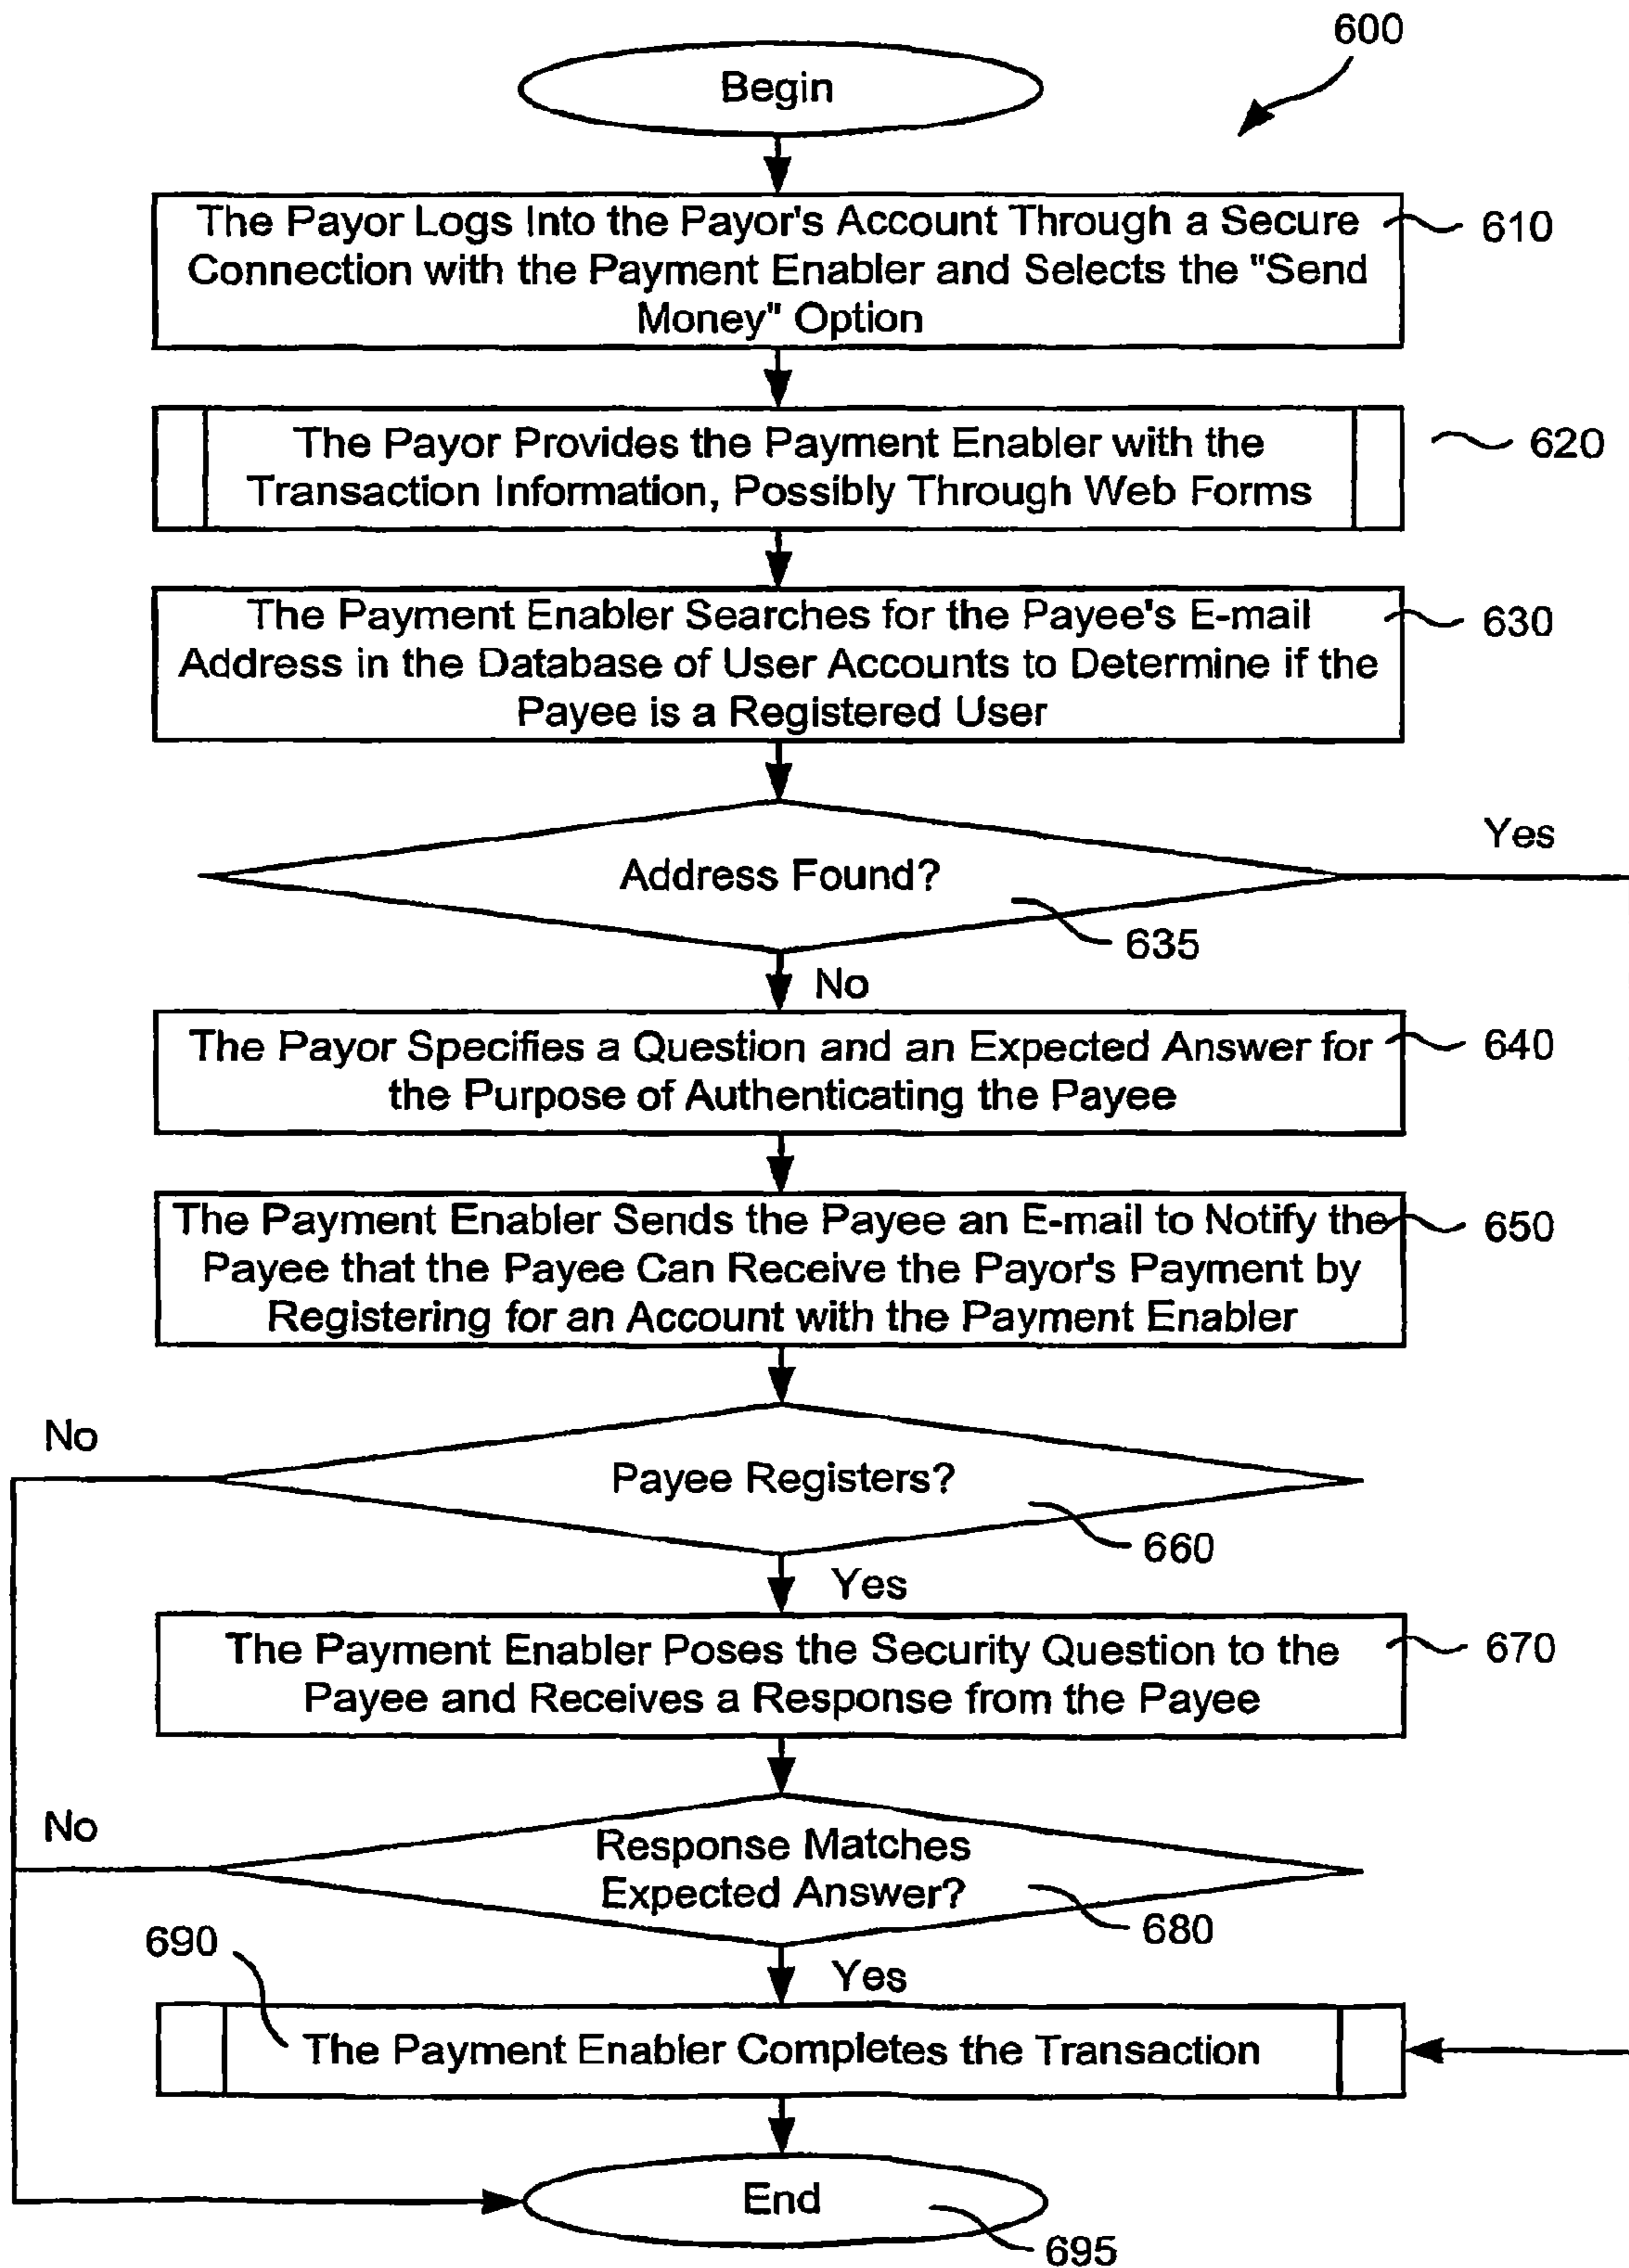 600
Begin
The Payor Logs Into the Payor's Account Through a Secure
Connection with the Payment Enabler and Selects the "Send
Money" Option
610
The Payor Provides the Payment Enabler with the
Transaction Information, Possibly Through Web Forms
620
The Payment Enabler Searches for the Payee's E-mail
Address in the Database of User Accounts to Determine if the
Payee is a Registered User
630
Yes
Address Found?
635
No
The Payor Specifies a Question and an Expected Answer for
the Purpose of Authenticating the Payee
640
The Payment Enabler Sends the Payee an E-mail to Notify the
Payee that the Payee Can Receive the Payor's Payment by
Registering for an Account with the Payment Enabler
650
No
Payee Registers?
660
Yes
The Payment Enabler Poses the Security Question to the
Payee and Receives a Response from the Payee
670
No
Response Matches
Expected Answer?
680
690
Yes
The Payment Enabler Completes the Transaction
End
695